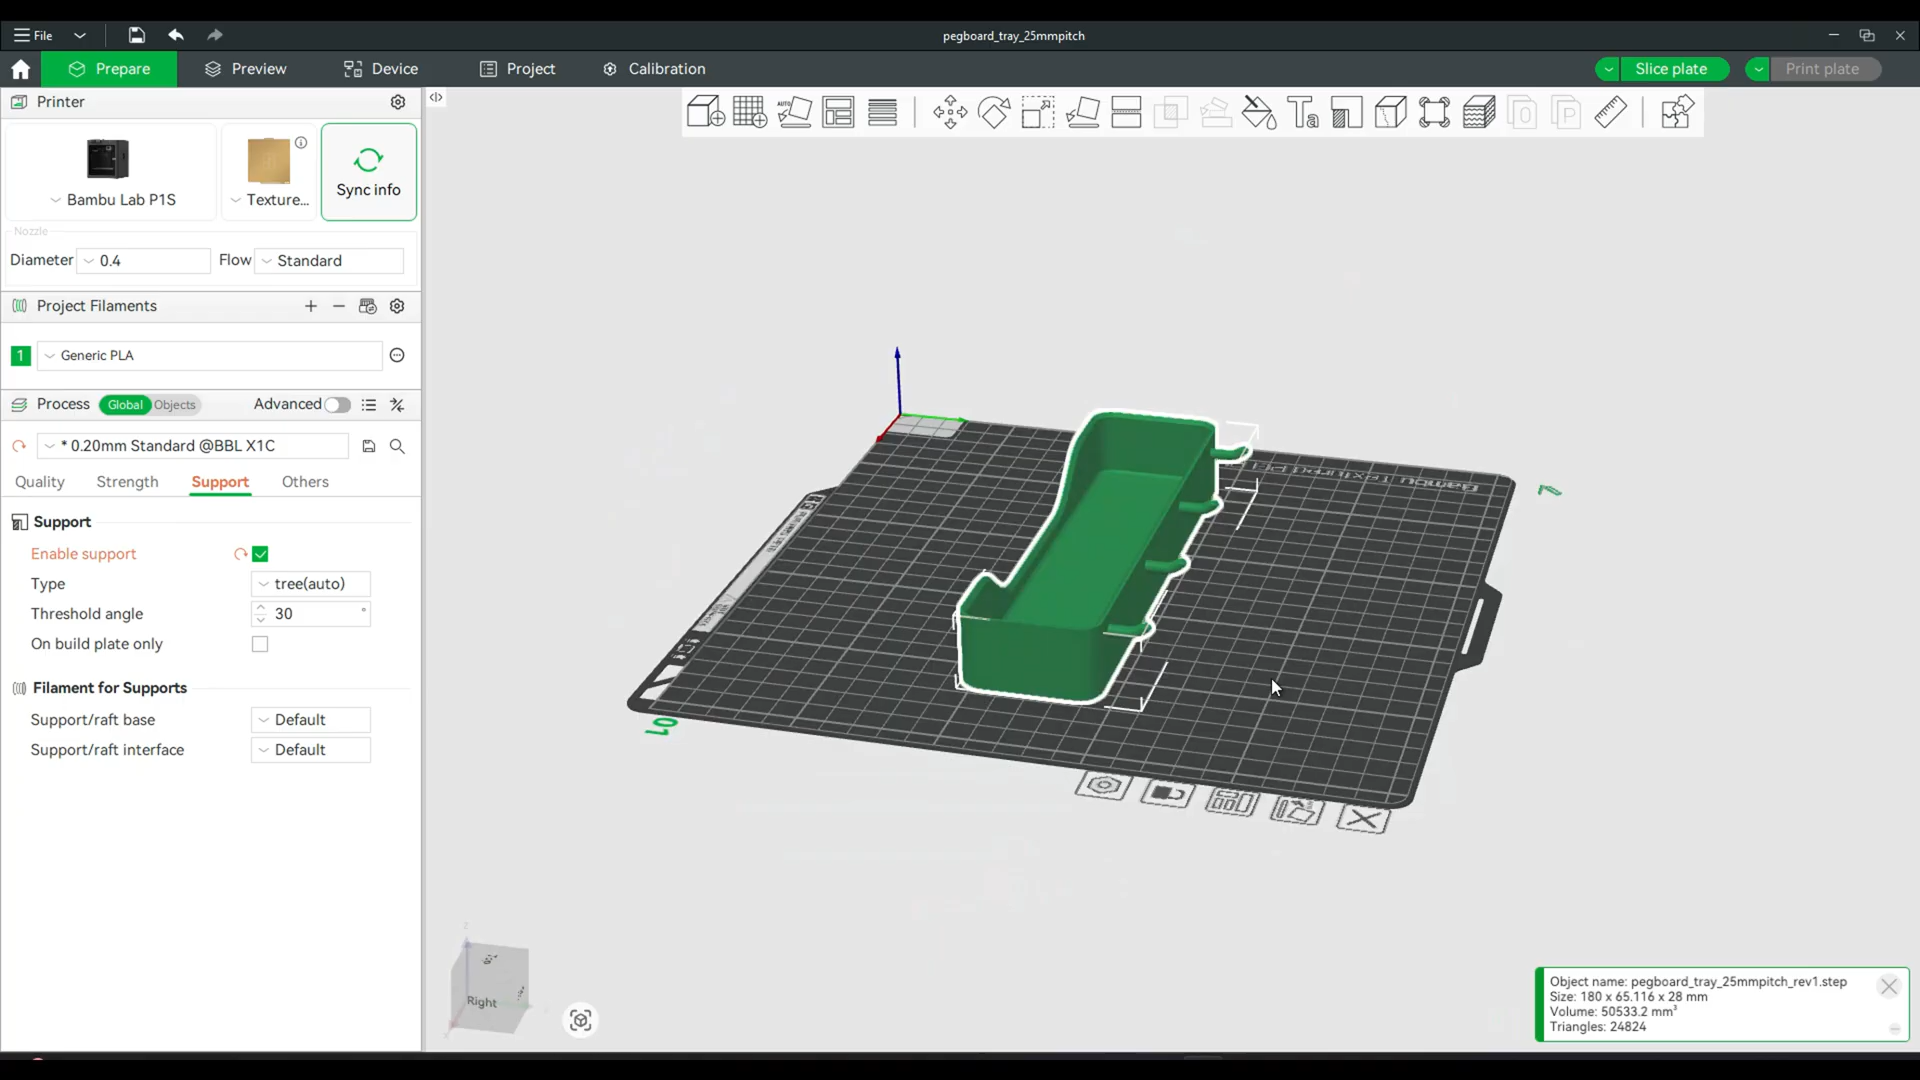 File
pegboard_tray_25mmpitch
Prepare
Preview
Device
Project
Calibration
Slice plate
Print plate
Printer
Bambu Lab P1S
Texture...
Sync info
Nozzle
Diameter
0.4
Flow
Standard
Project Filaments
1
Generic PLA
Process
Global
Objects
Advanced
* 0.20mm Standard @BBL X1C
Quality
Strength
Support
Others
Support
Enable support
Type
tree(auto)
Threshold angle
30 °
On build plate only
Filament for Supports
Support/raft base
Default
Support/raft interface
Default
Right
Object name: pegboard_tray_25mmpitch_rev1.step
Size: 180 x 65.116 x 28 mm
Volume: 50533.2 mm³
Triangles: 24824